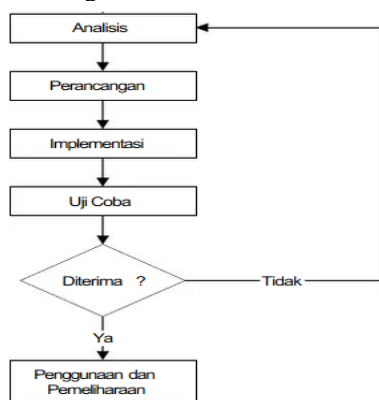 Analisis
Perancangan
Implementasi
Uji Coba
Diterima ?
Tidak
Ya
Penggunaan dan
Pemeliharaan